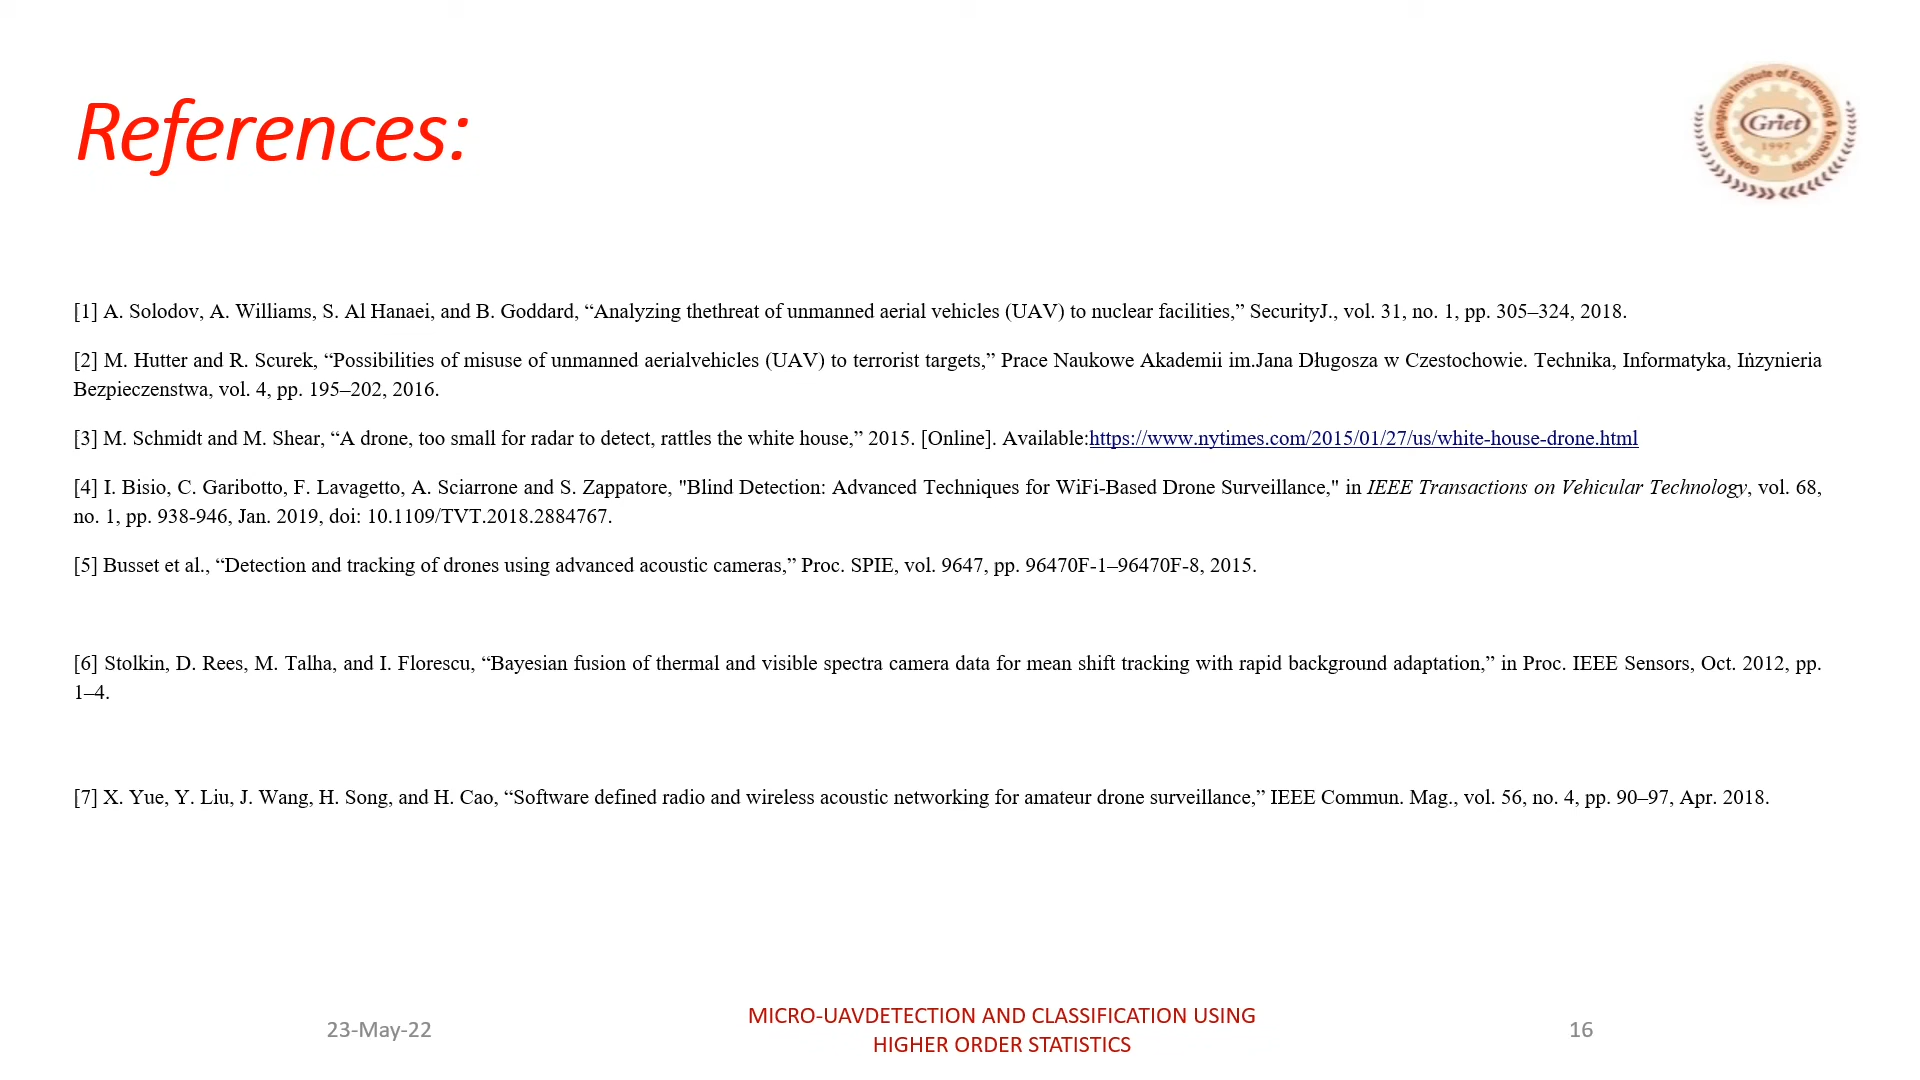 References:
Gokaraju Rangaraju Institute of Engineering & Technology
Griet
1997
[1] A. Solodov, A. Williams, S. Al Hanaei, and B. Goddard, “Analyzing thethreat of unmanned aerial vehicles (UAV) to nuclear facilities,” SecurityJ., vol. 31, no. 1, pp. 305–324, 2018.
[2] M. Hutter and R. Scurek, “Possibilities of misuse of unmanned aerialvehicles (UAV) to terrorist targets,” Prace Naukowe Akademii im.Jana Długosza w Czestochowie. Technika, Informatyka, Inżynieria
Bezpieczenstwa, vol. 4, pp. 195–202, 2016.
[3] M. Schmidt and M. Shear, “A drone, too small for radar to detect, rattles the white house,” 2015. [Online]. Available:https://www.nytimes.com/2015/01/27/us/white-house-drone.html
[4] I. Bisio, C. Garibotto, F. Lavagetto, A. Sciarrone and S. Zappatore, "Blind Detection: Advanced Techniques for WiFi-Based Drone Surveillance," in IEEE Transactions on Vehicular Technology, vol. 68,
no. 1, pp. 938-946, Jan. 2019, doi: 10.1109/TVT.2018.2884767.
[5] Busset et al., “Detection and tracking of drones using advanced acoustic cameras,” Proc. SPIE, vol. 9647, pp. 96470F-1–96470F-8, 2015.
[6] Stolkin, D. Rees, M. Talha, and I. Florescu, “Bayesian fusion of thermal and visible spectra camera data for mean shift tracking with rapid background adaptation,” in Proc. IEEE Sensors, Oct. 2012, pp.
1–4.
[7] X. Yue, Y. Liu, J. Wang, H. Song, and H. Cao, “Software defined radio and wireless acoustic networking for amateur drone surveillance,” IEEE Commun. Mag., vol. 56, no. 4, pp. 90–97, Apr. 2018.
23-May-22
MICRO-UAVDETECTION AND CLASSIFICATION USING
HIGHER ORDER STATISTICS
16